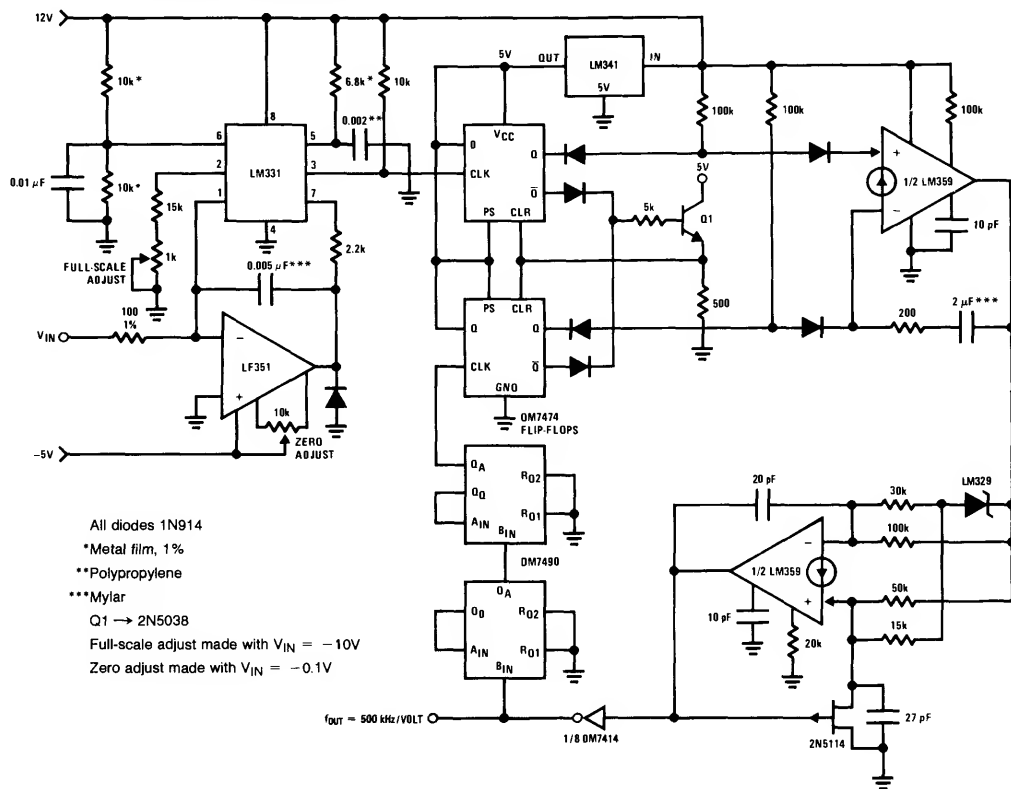 12V
10k*
6.8k*
10k
0.002**
5V
OUT
LM341
IN
5V
100k
100k
100k
8
6
5
2
LM331
3
1
7
4
0.01 µF
10k*
15k
1k
FULL-SCALE
ADJUST
2.2k
0.005 µF***
VCC
D
Q
CLK
Q̅
PS
CLR
5V
5k
Q1
500
+
1/2 LM359
−
10 pF
200
2 µF***
100
1%
VIN
−
LF351
+
10k
ZERO
ADJUST
−5V
PS
CLR
Q
Q
CLK
Q̅
GND
DM7474
FLIP-FLOPS
QA
QD
AIN
BIN
RO2
RO1
DM7490
QA
QD
AIN
BIN
RO2
RO1
20 pF
30k
LM329
100k
−
1/2 LM359
+
50k
15k
10 pF
20k
27 pF
2N5114
1/8 DM7414
fOUT = 500 kHz/VOLT
All diodes 1N914
*Metal film, 1%
**Polypropylene
***Mylar
Q1 → 2N5038
Full-scale adjust made with VIN = −10V
Zero adjust made with VIN = −0.1V